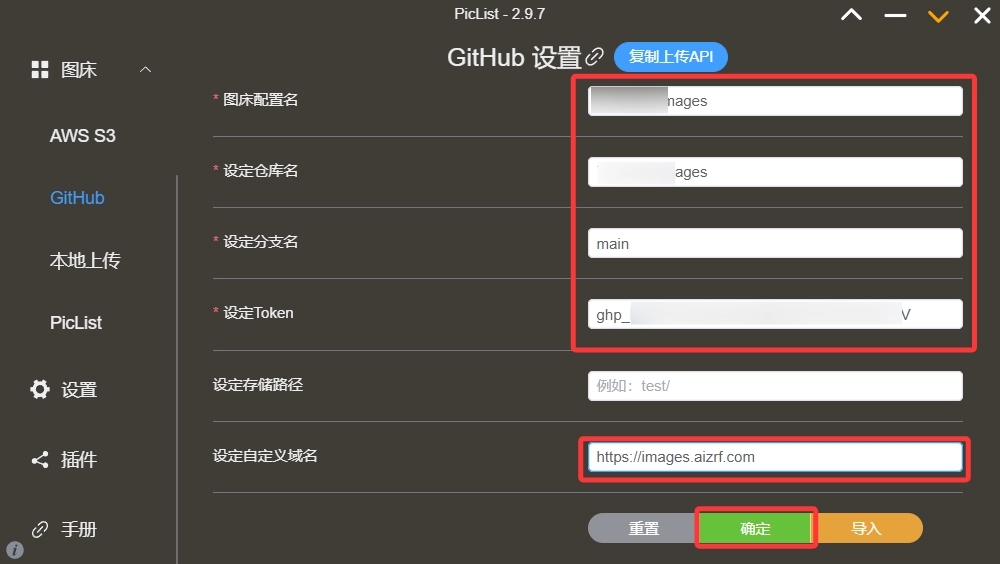 PicList - 2.9.7
GitHub 设置
复制上传API
图床
AWS S3
GitHub
本地上传
PicList
设置
插件
手册
* 图床配置名
mages
* 设定仓库名
ages
* 设定分支名
main
* 设定Token
ghp_ V
设定存储路径
例如：test/
设定自定义域名
https://images.aizrf.com
重置
确定
导入